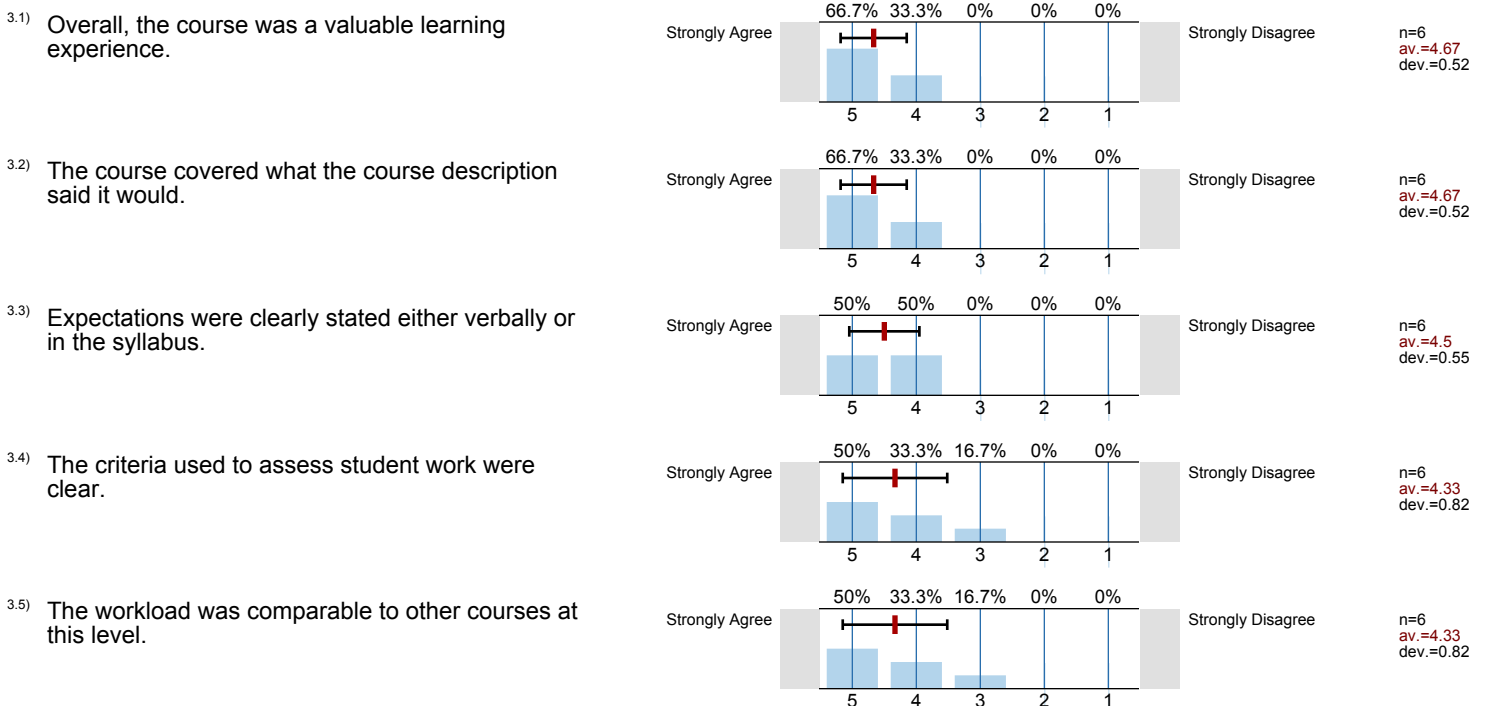 66.7% 33.3% 0% 0% 0%
3.1) Overall, the course was a valuable learning
experience.
Strongly Agree
Strongly Disagree
n=6
av.=4.67
dev.=0.52
5 4 3 2 1
66.7% 33.3% 0% 0% 0%
3.2) The course covered what the course description
said it would.
Strongly Agree
Strongly Disagree
n=6
av.=4.67
dev.=0.52
5 4 3 2 1
50% 50% 0% 0% 0%
3.3) Expectations were clearly stated either verbally or
in the syllabus.
Strongly Agree
Strongly Disagree
n=6
av.=4.5
dev.=0.55
5 4 3 2 1
50% 33.3% 16.7% 0% 0%
3.4) The criteria used to assess student work were
clear.
Strongly Agree
Strongly Disagree
n=6
av.=4.33
dev.=0.82
5 4 3 2 1
50% 33.3% 16.7% 0% 0%
3.5) The workload was comparable to other courses at
this level.
Strongly Agree
Strongly Disagree
n=6
av.=4.33
dev.=0.82
5 4 3 2 1